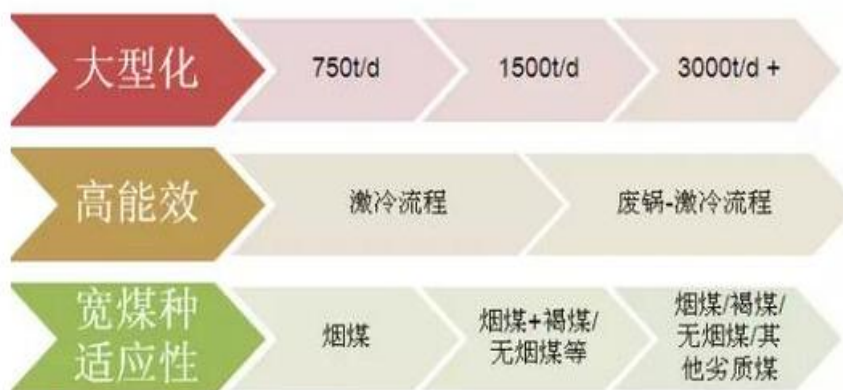 大型化
750t/d
1500t/d
3000t/d +
高能效
激冷流程
废锅-激冷流程
宽煤种
适应性
烟煤
烟煤+褐煤/
无烟煤等
烟煤/褐煤/
无烟煤/其
他劣质煤